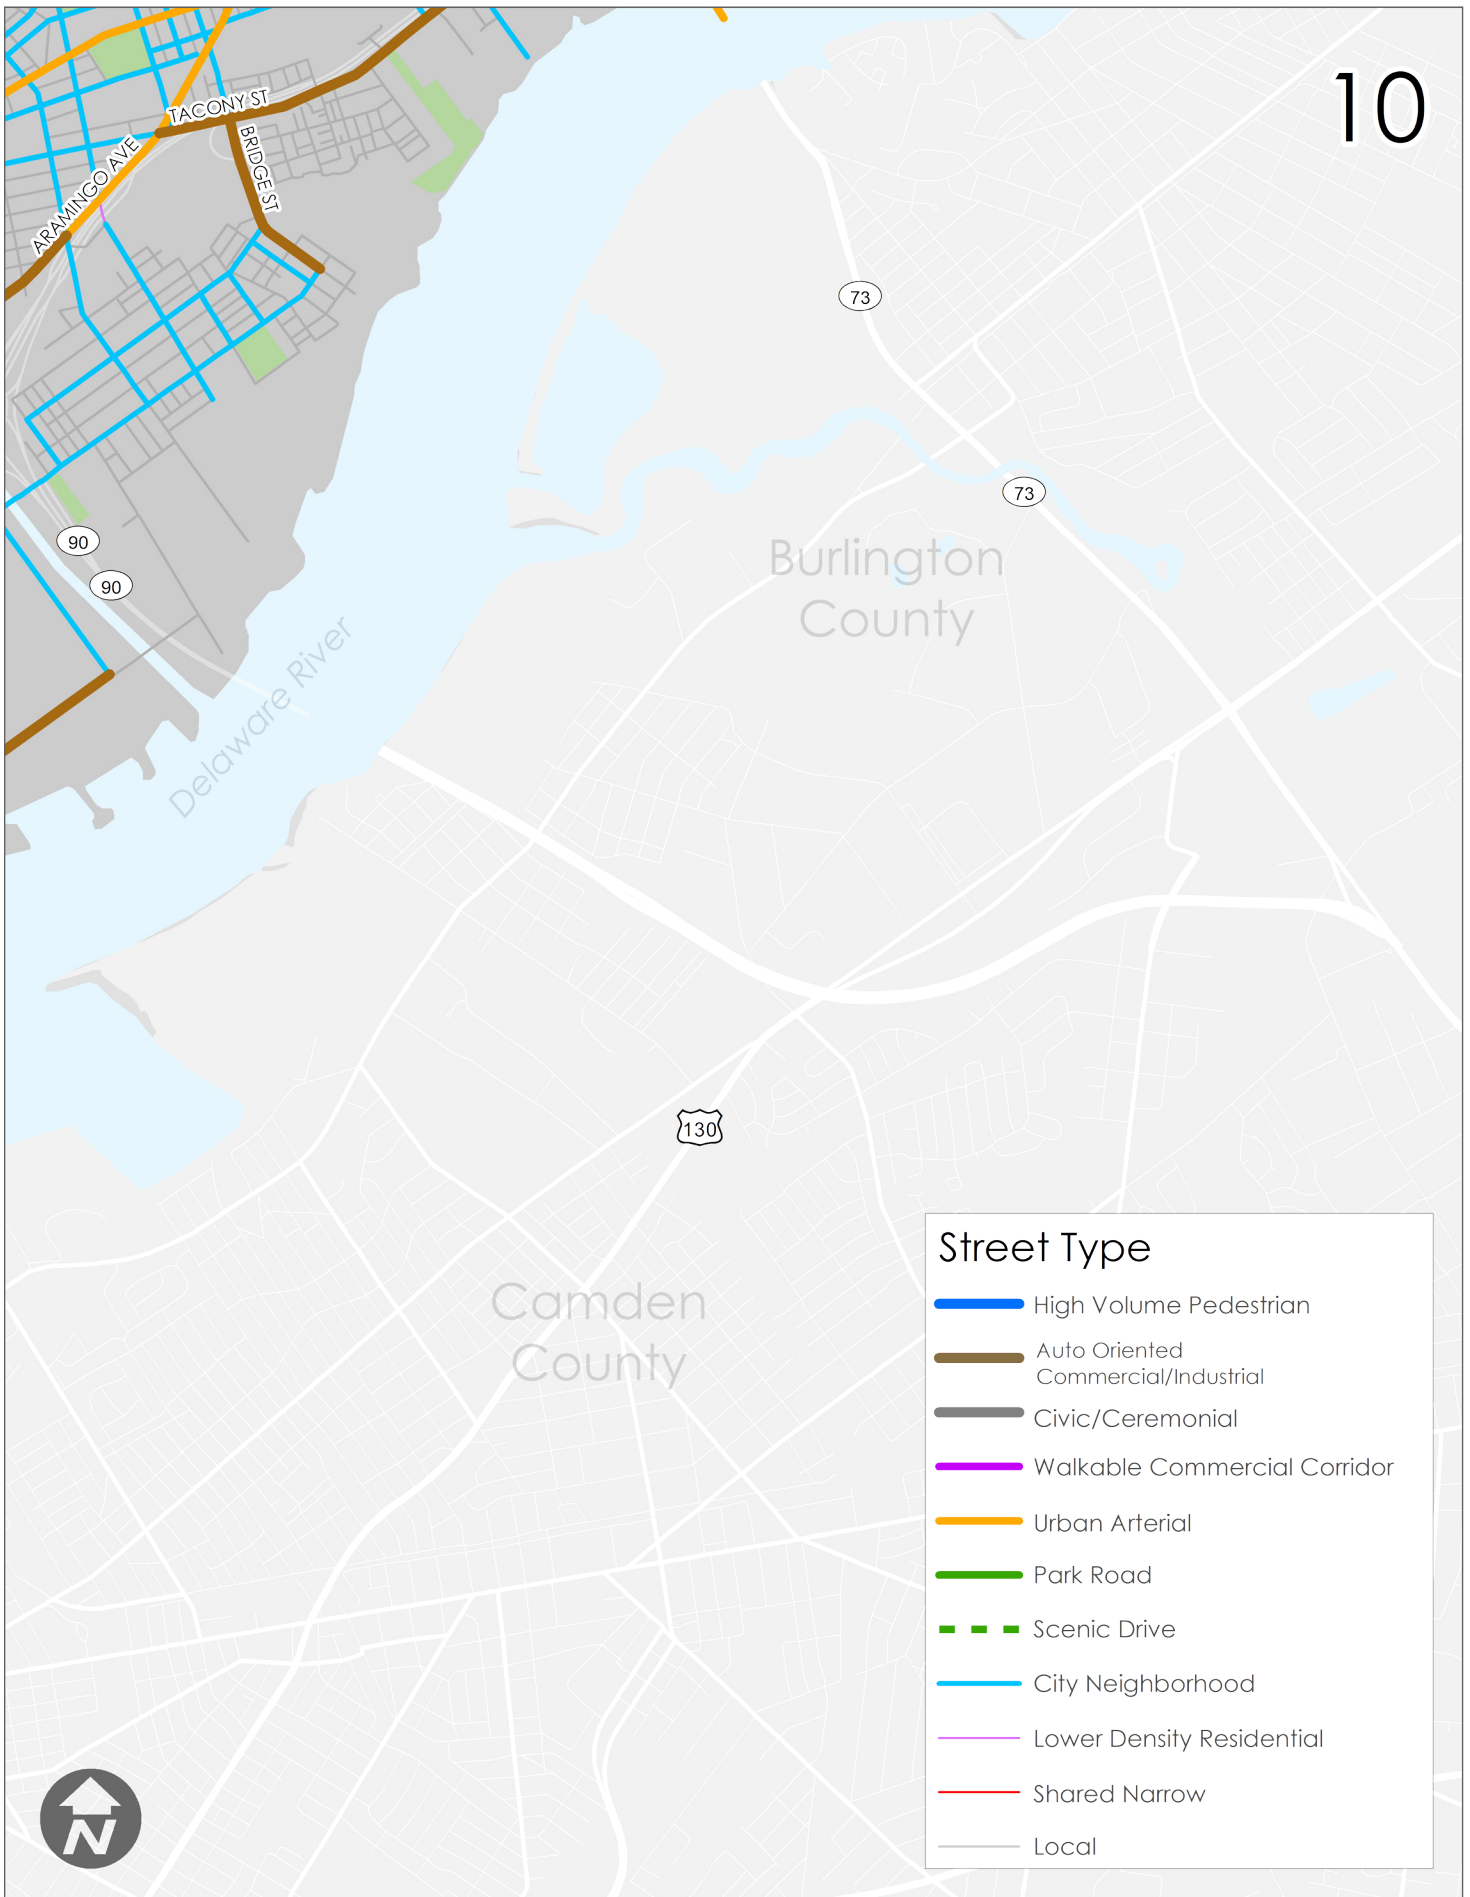 10
TACONY ST
ARAMINGO AVE
BRIDGE ST
73
73
90
90
Burlington
County
Delaware River
130
Camden
County
Street Type
High Volume Pedestrian
Auto Oriented
Commercial/Industrial
Civic/Ceremonial
Walkable Commercial Corridor
Urban Arterial
Park Road
Scenic Drive
City Neighborhood
Lower Density Residential
Shared Narrow
Local
N